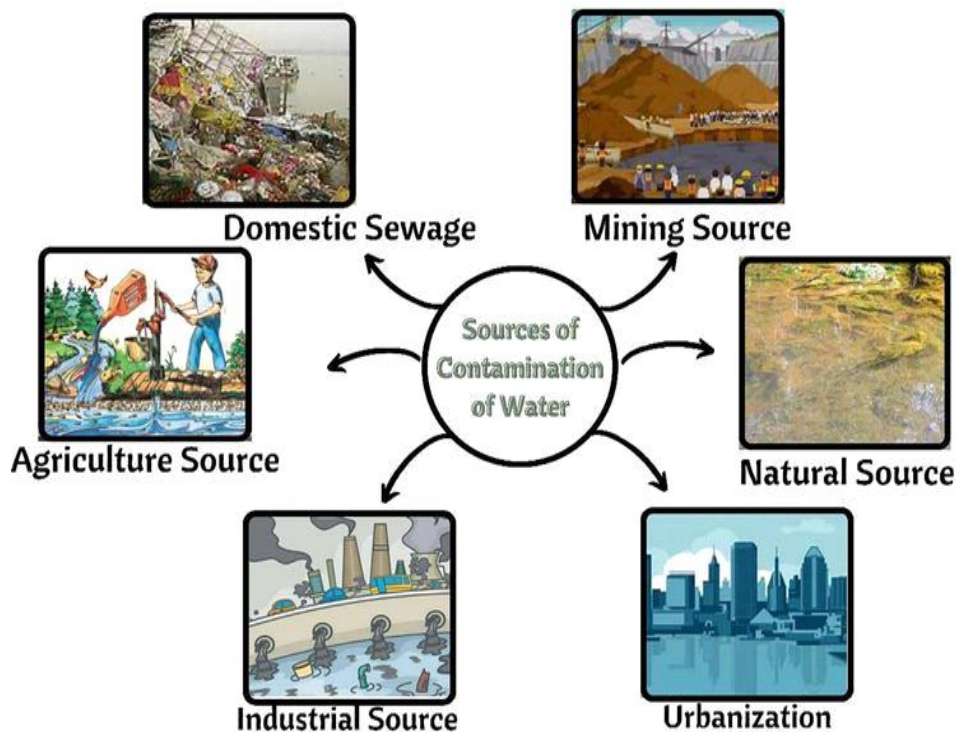 Domestic Sewage
Mining Source
Sources of
Contamination
of Water
Agriculture Source
Natural Source
Industrial Source
Urbanization